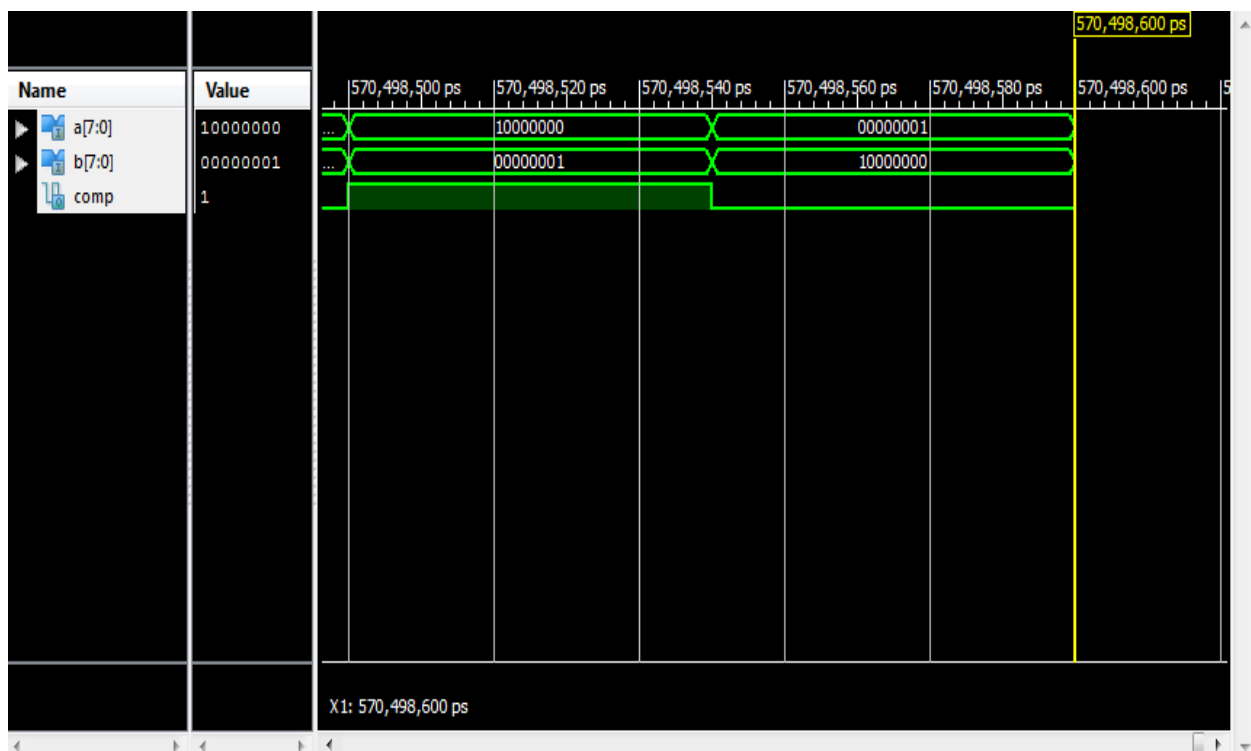 570,498,600 ps
Name Value 570,498,500 ps 570,498,520 ps 570,498,540 ps 570,498,560 ps 570,498,580 ps 570,498,600 ps 5
a[7:0] 10000000 ... 10000000 00000001
b[7:0] 00000001 ... 00000001 10000000
comp 1
X1: 570,498,600 ps